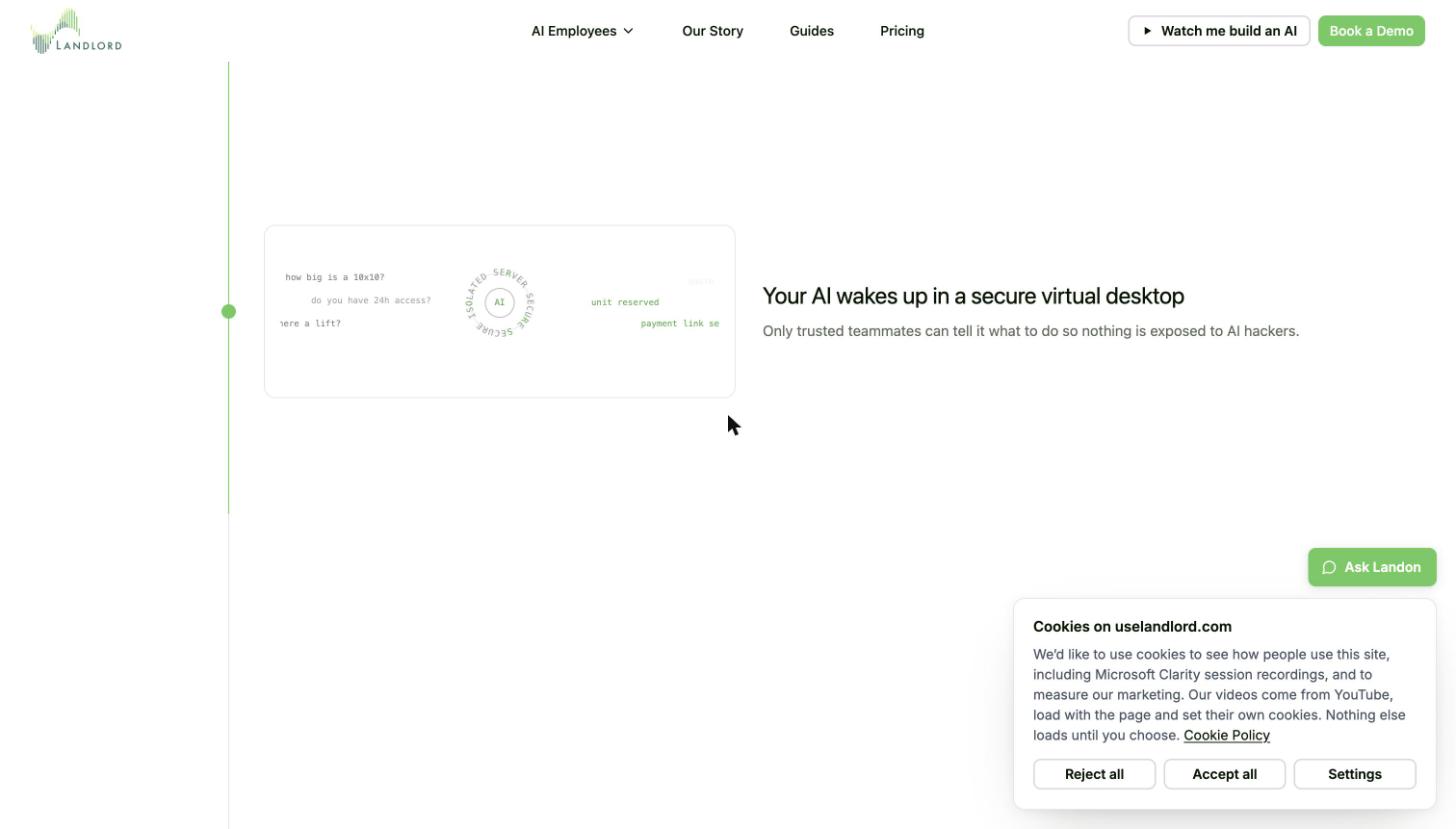 LANDLORD
AI Employees
Our Story
Guides
Pricing
Watch me build an AI
Book a Demo
how big is a 10x10?
do you have 24h access?
here a lift?
ISOLATED SERVER SECURE SECURE
AI
unit reserved
payment link se
Your AI wakes up in a secure virtual desktop
Only trusted teammates can tell it what to do so nothing is exposed to AI hackers.
Ask Landon
Cookies on uselandlord.com
We'd like to use cookies to see how people use this site,
including Microsoft Clarity session recordings, and to
measure our marketing. Our videos come from YouTube,
load with the page and set their own cookies. Nothing else
loads until you choose. Cookie Policy
Reject all
Accept all
Settings